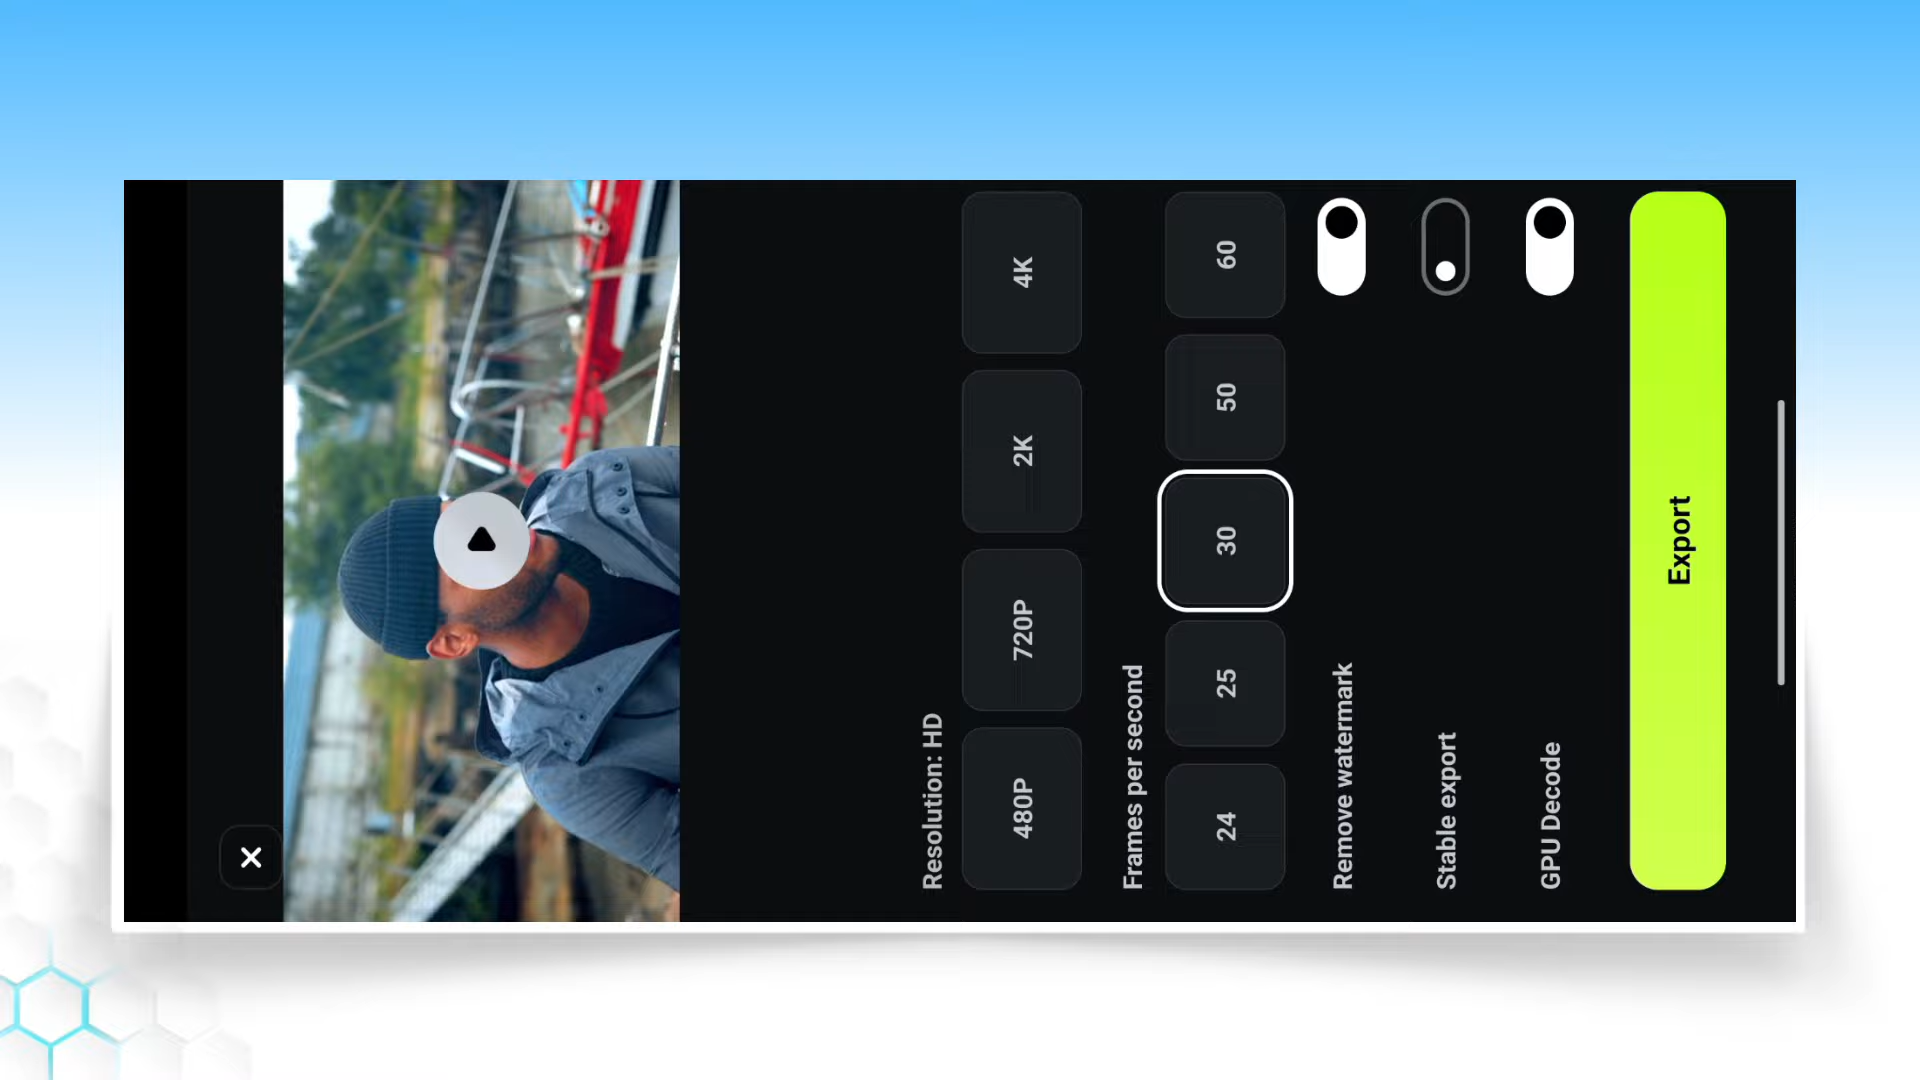 Resolution: HD
480P 720P 2K 4K
Frames per second
24 25 30 50 60
Remove watermark
Stable export
GPU Decode
Export